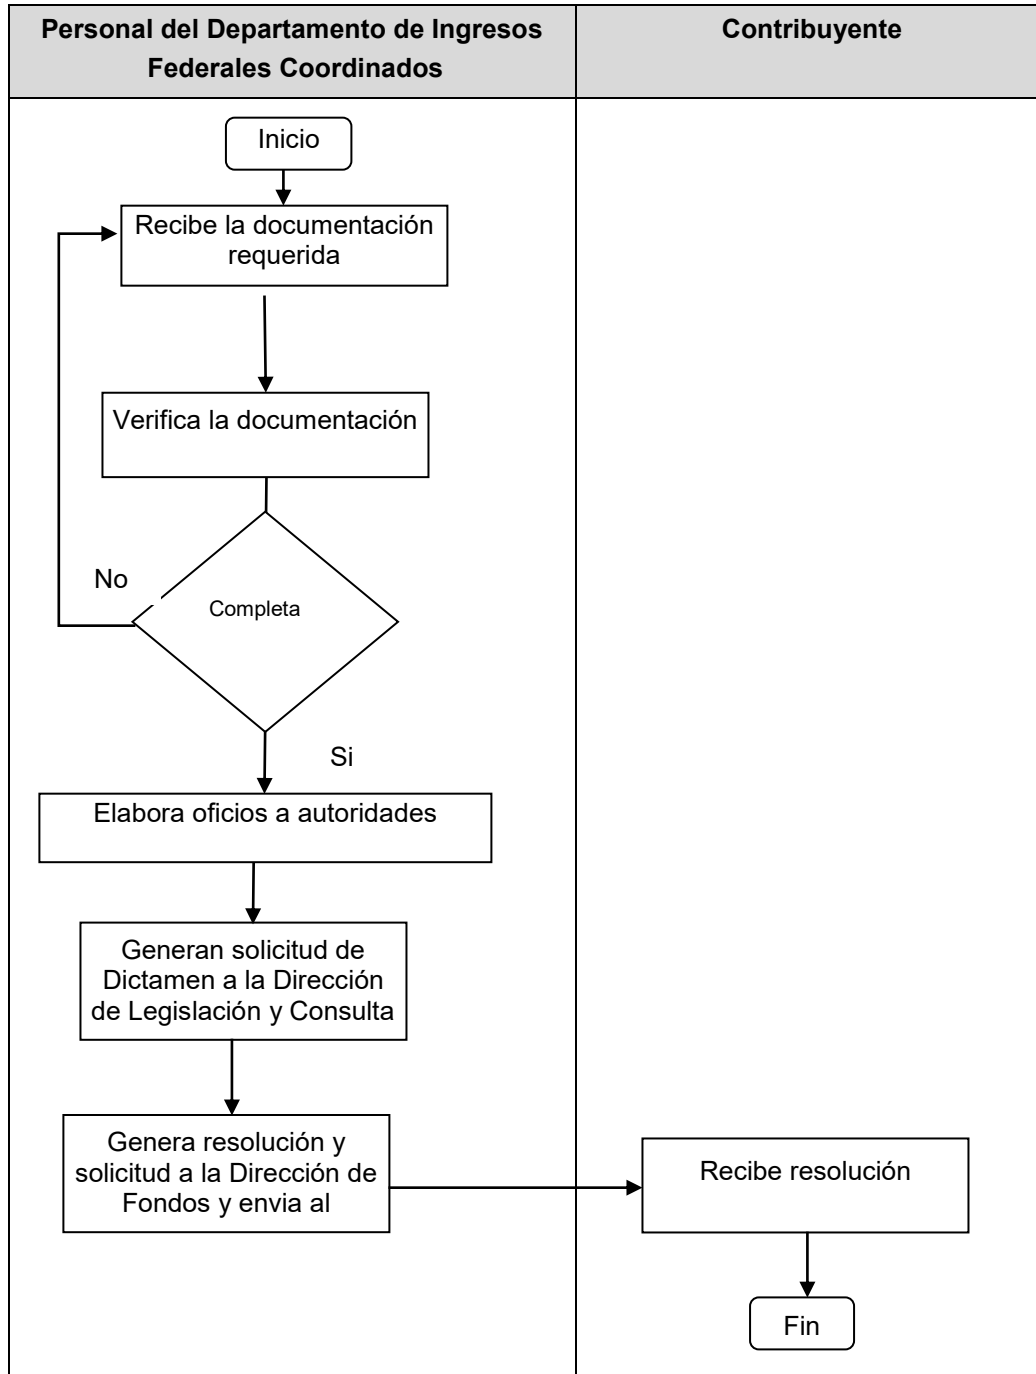 Personal del Departamento de Ingresos
Federales Coordinados
Contribuyente
Inicio
Recibe la documentación
requerida
Verifica la documentación
No
Completa
Si
Elabora oficios a autoridades
Generan solicitud de
Dictamen a la Dirección
de Legislación y Consulta
Genera resolución y
solicitud a la Dirección de
Fondos y envia al
Recibe resolución
Fin